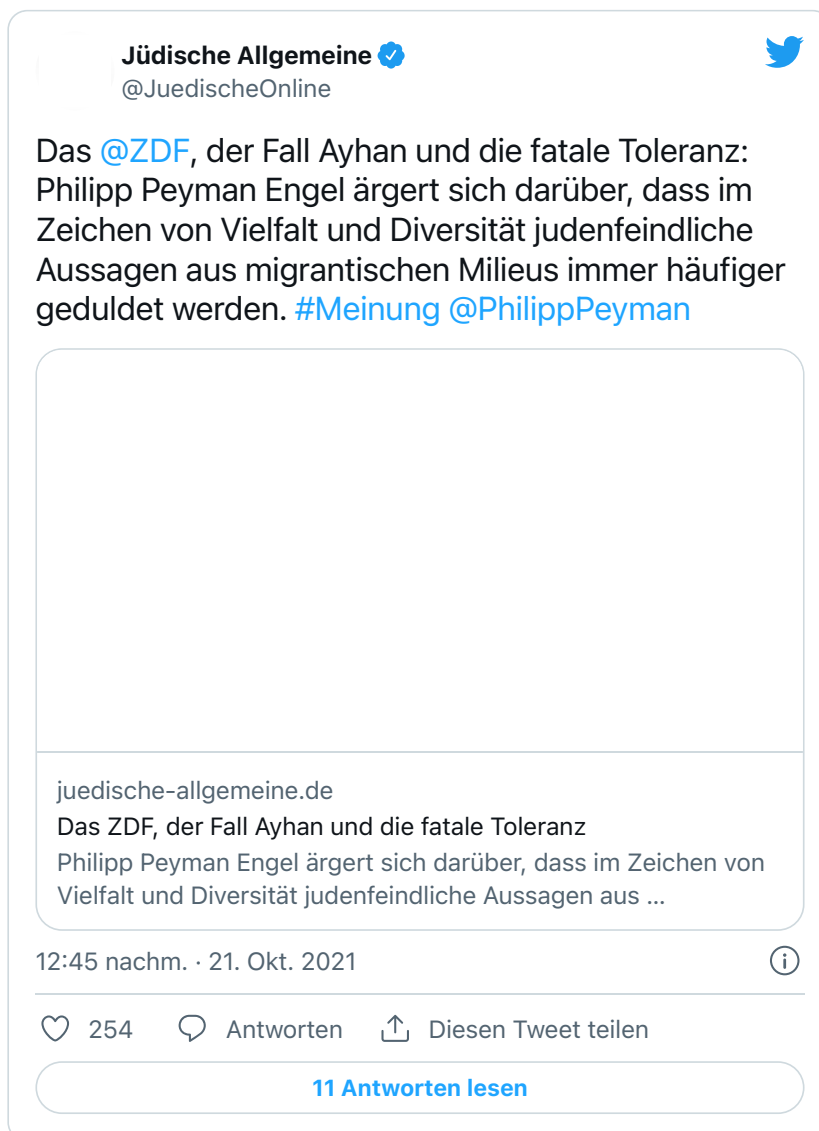 Jüdische Allgemeine
@JuedischeOnline
Das @ZDF, der Fall Ayhan und die fatale Toleranz:
Philipp Peyman Engel ärgert sich darüber, dass im
Zeichen von Vielfalt und Diversität judenfeindliche
Aussagen aus migrantischen Milieus immer häufiger
geduldet werden. #Meinung @PhilippPeyman
juedische-allgemeine.de
Das ZDF, der Fall Ayhan und die fatale Toleranz
Philipp Peyman Engel ärgert sich darüber, dass im Zeichen von
Vielfalt und Diversität judenfeindliche Aussagen aus ...
12:45 nachm. · 21. Okt. 2021
254 Antworten Diesen Tweet teilen
11 Antworten lesen